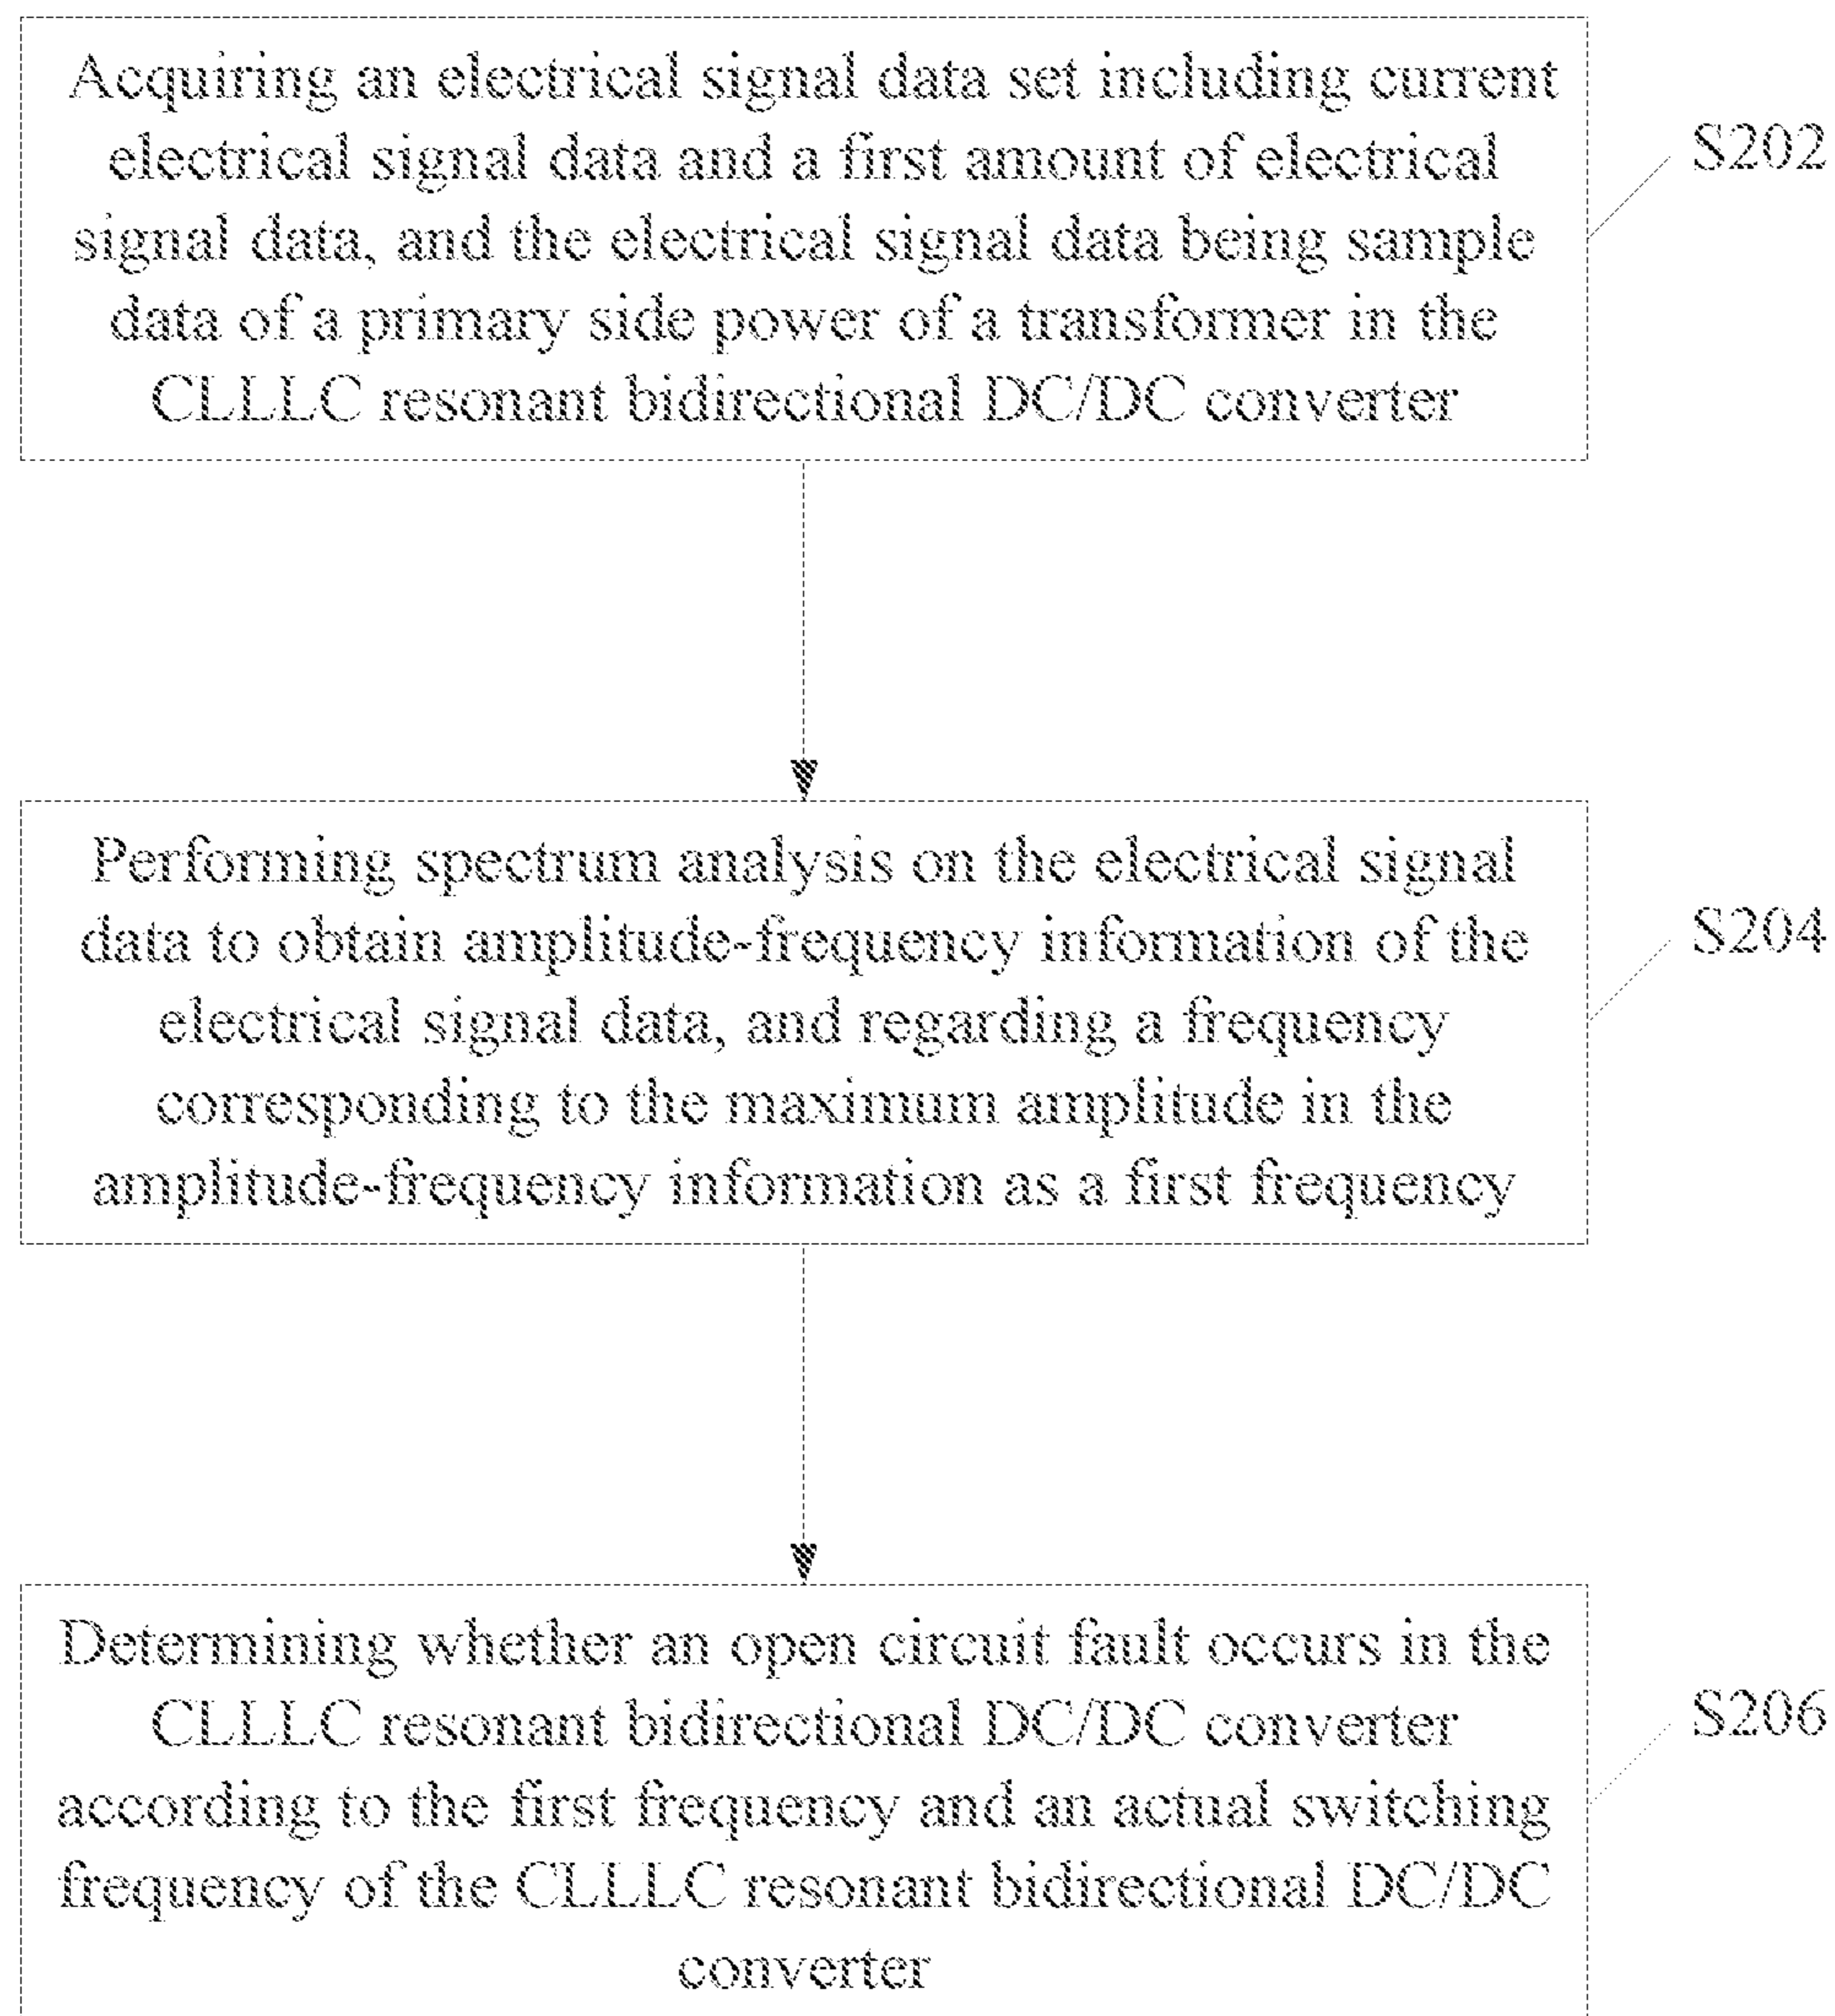 Acquiring an electrical signal data set including current
electrical signal data and a first amount of electrical
signal data, and the electrical signal data being sample
data of a primary side power of a transformer in the
CLLLC resonant bidirectional DC/DC converter
S202
Performing spectrum analysis on the electrical signal
data to obtain amplitude-frequency information of the
electrical signal data, and regarding a frequency
corresponding to the maximum amplitude in the
amplitude-frequency information as a first frequency
S204
Determining whether an open circuit fault occurs in the
CLLLC resonant bidirectional DC/DC converter
according to the first frequency and an actual switching
frequency of the CLLLC resonant bidirectional DC/DC
converter
S206